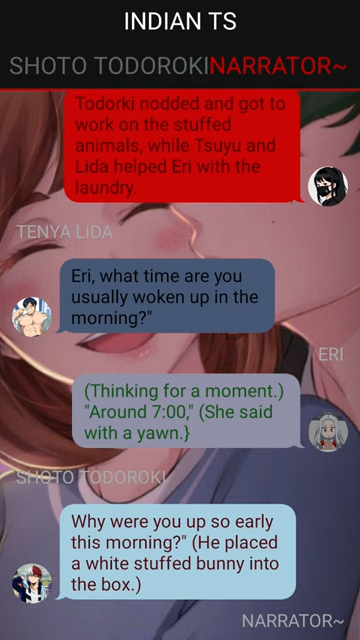 INDIAN TS
SHOTO TODOROKINARRATOR~
Todorki nodded and got to
work on the stuffed
animals, while Tsuyu and
Lida helped Eri with the
laundry.
TENYA LIDA
Eri, what time are you
usually woken up in the
morning?"
ERI
(Thinking for a moment.)
"Around 7:00," (She said
with a yawn.}
SHOTO TODOROKI
Why were you up so early
this morning?" (He placed
a white stuffed bunny into
the box.)
NARRATOR~